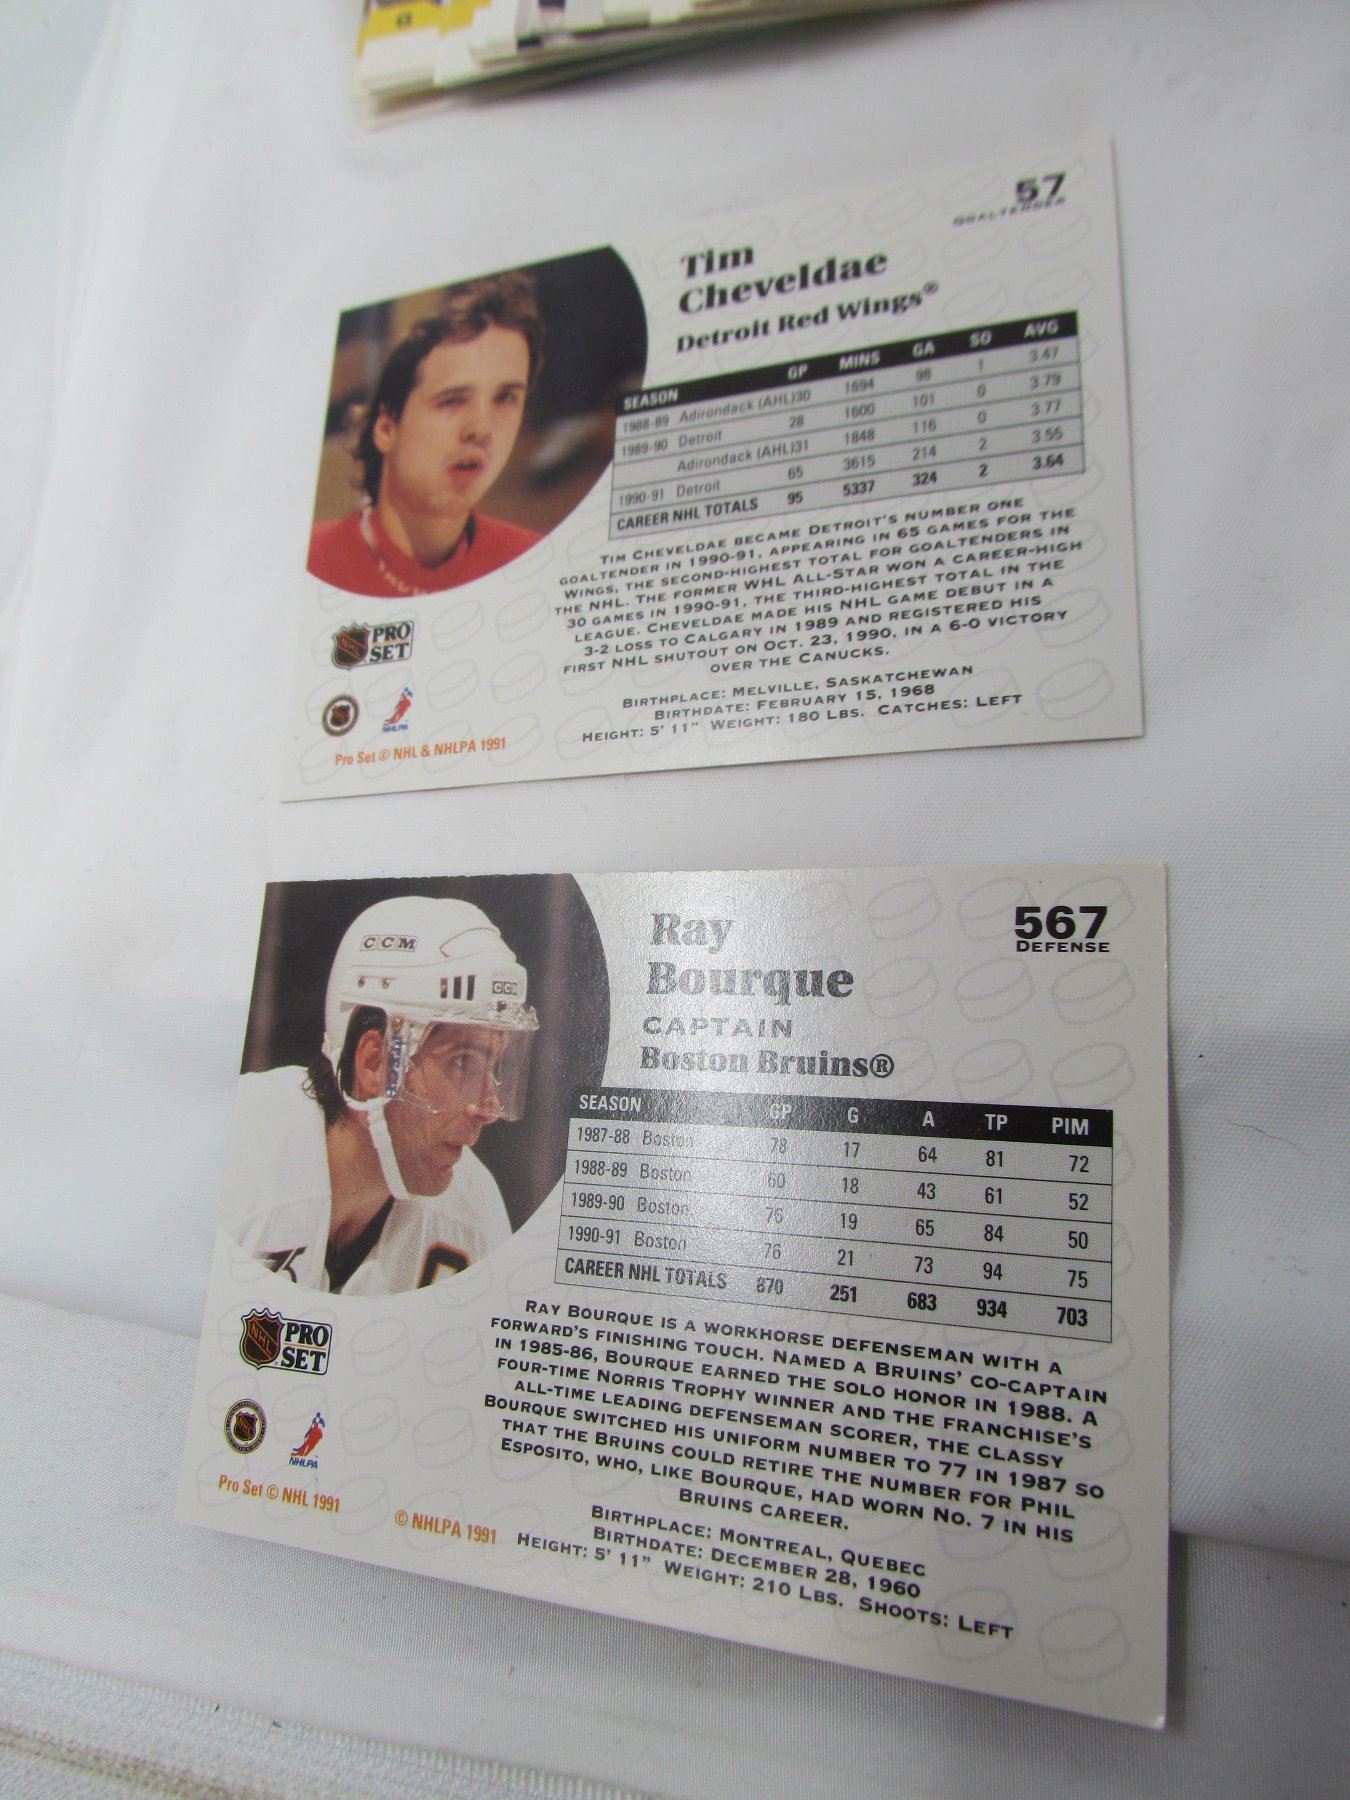 57
GOALTENDER
Tim
Cheveldae
Detroit Red Wings®
SEASON GP MINS GA SO AVG
1988-89 Adirondack (AHL)30 1694 98 1 3.47
1989-90 Detroit 28 1600 101 0 3.79
Adirondack (AHL)31 1848 116 0 3.77
1990-91 Detroit 65 3615 214 2 3.55
CAREER NHL TOTALS 95 5337 324 2 3.64
TIM CHEVELDAE BECAME DETROIT'S NUMBER ONE
GOALTENDER IN 1990-91, APPEARING IN 65 GAMES FOR THE
WINGS, THE SECOND-HIGHEST TOTAL FOR GOALTENDERS IN
THE NHL. THE FORMER WHL ALL-STAR WON A CAREER-HIGH
30 GAMES IN 1990-91, THE THIRD-HIGHEST TOTAL IN THE
LEAGUE. CHEVELDAE MADE HIS NHL GAME DEBUT IN A
3-2 LOSS TO CALGARY IN 1989 AND REGISTERED HIS
FIRST NHL SHUTOUT ON OCT. 23, 1990, IN A 6-0 VICTORY
OVER THE CANUCKS.
BIRTHPLACE: MELVILLE, SASKATCHEWAN
BIRTHDATE: FEBRUARY 15, 1968
HEIGHT: 5' 11" WEIGHT: 180 LBS. CATCHES: LEFT
NHL PRO
SET
NHLPA
Pro Set © NHL & NHLPA 1991
567
DEFENSE
Ray
Bourque
CAPTAIN
Boston Bruins®
CCM
CCM
SEASON GP G A TP PIM
1987-88 Boston 78 17 64 81 72
1988-89 Boston 60 18 43 61 52
1989-90 Boston 76 19 65 84 50
1990-91 Boston 76 21 73 94 75
CAREER NHL TOTALS 870 251 683 934 703
RAY BOURQUE IS A WORKHORSE DEFENSEMAN WITH A
FORWARD'S FINISHING TOUCH. NAMED A BRUINS' CO-CAPTAIN
IN 1985-86, BOURQUE EARNED THE SOLO HONOR IN 1988. A
FOUR-TIME NORRIS TROPHY WINNER AND THE FRANCHISE'S
ALL-TIME LEADING DEFENSEMAN SCORER, THE CLASSY
BOURQUE SWITCHED HIS UNIFORM NUMBER TO 77 IN 1987 SO
THAT THE BRUINS COULD RETIRE THE NUMBER FOR PHIL
ESPOSITO, WHO, LIKE BOURQUE, HAD WORN NO. 7 IN HIS
BRUINS CAREER.
BIRTHPLACE: MONTREAL, QUEBEC
BIRTHDATE: DECEMBER 28, 1960
HEIGHT: 5' 11" WEIGHT: 210 LBS. SHOOTS: LEFT
NHL PRO
SET
NHLPA
Pro Set © NHL 1991
© NHLPA 1991